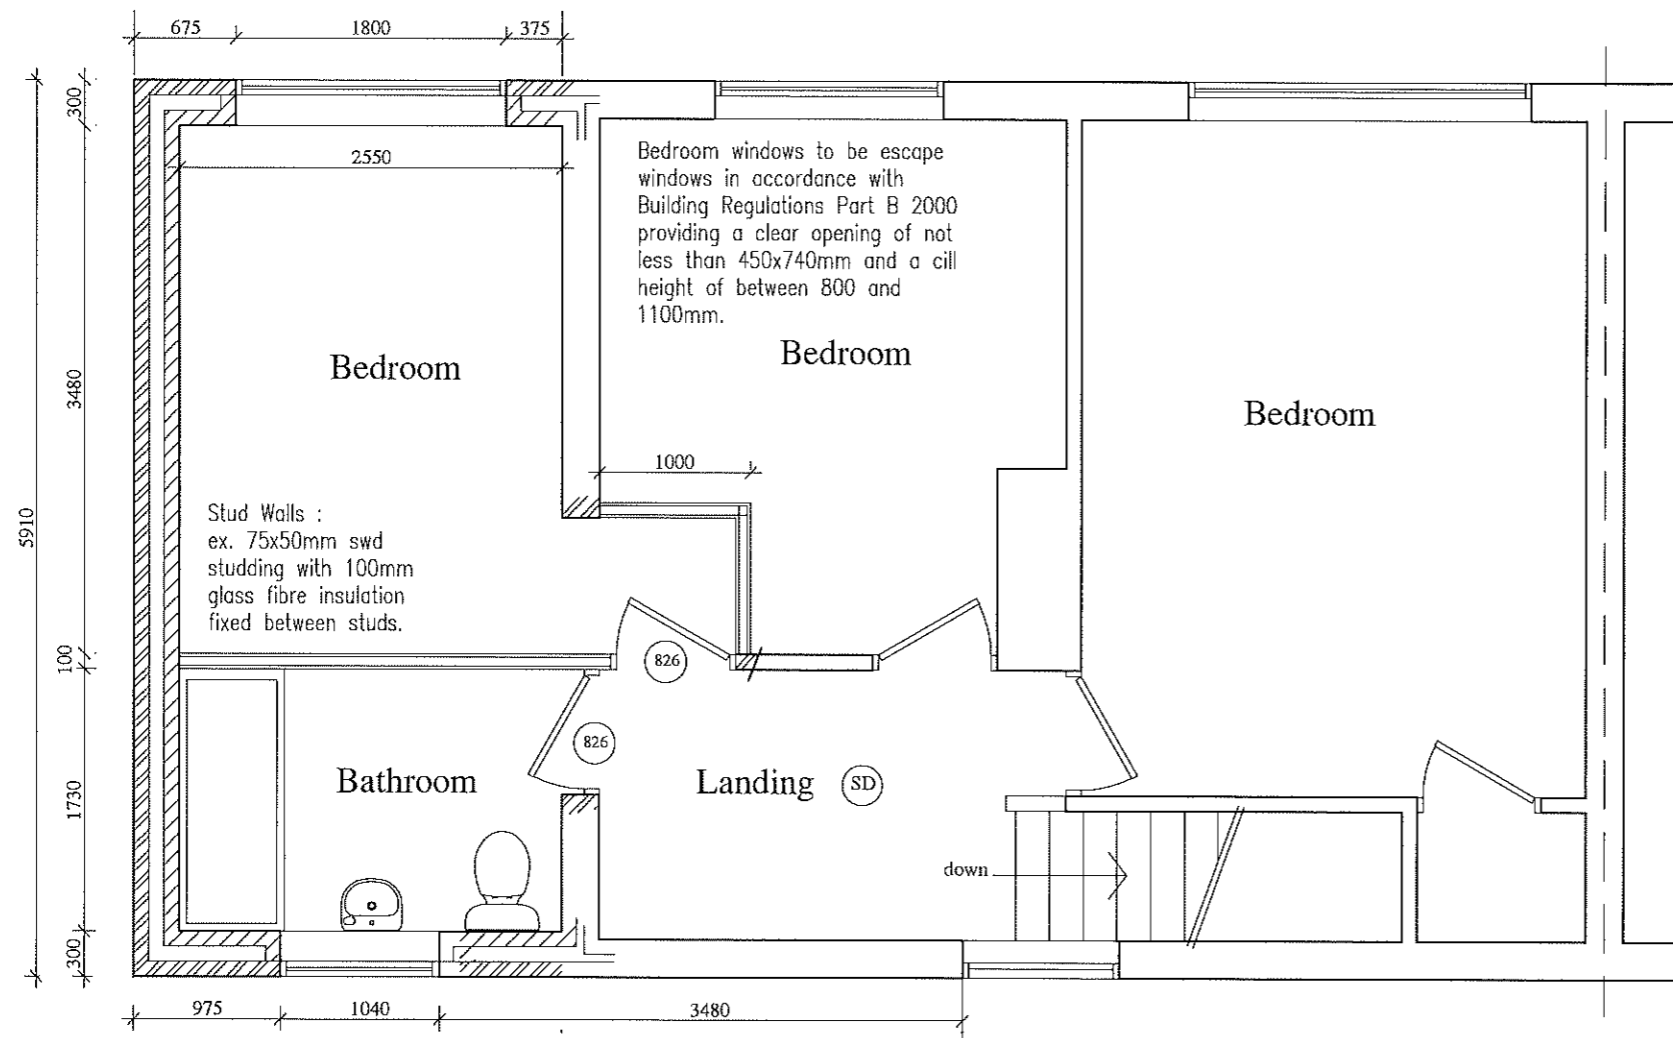 675 1800 375
300
2550
Bedroom windows to be escape
windows in accordance with
Building Regulations Part B 2000
providing a clear opening of not
less than 450x740mm and a cill
height of between 800 and
1100mm.
Bedroom
Bedroom
Bedroom
3480
1000
5910
Stud Walls :
ex. 75x50mm swd
studding with 100mm
glass fibre insulation
fixed between studs.
100
826
826
Bathroom
Landing
SD
1730
down
300
975 1040 3480